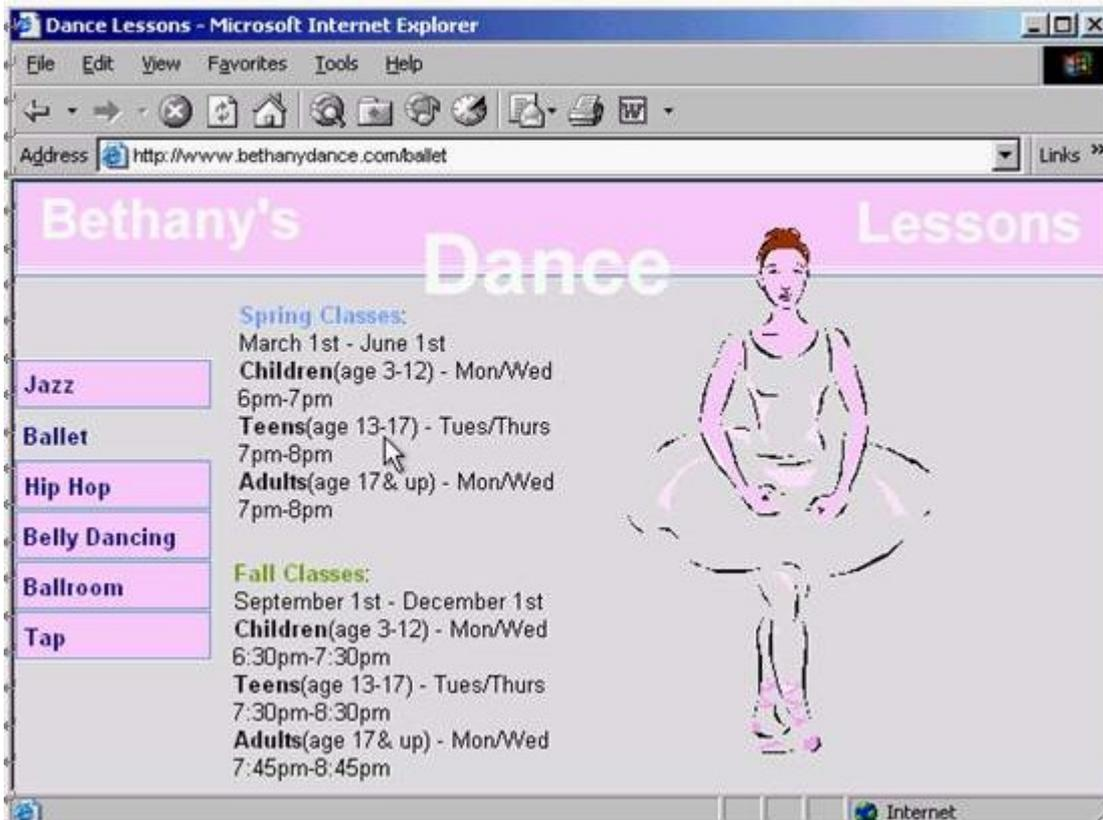 Dance Lessons - Microsoft Internet Explorer
File Edit View Favorites Tools Help
Address http://www.bethanydance.com/ballet Links »
Bethany's Dance Lessons
Spring Classes:
March 1st - June 1st
Children(age 3-12) - Mon/Wed
6pm-7pm
Teens(age 13-17) - Tues/Thurs
7pm-8pm
Adults(age 17& up) - Mon/Wed
7pm-8pm
Jazz
Ballet
Hip Hop
Belly Dancing
Ballroom
Tap
Fall Classes:
September 1st - December 1st
Children(age 3-12) - Mon/Wed
6:30pm-7:30pm
Teens(age 13-17) - Tues/Thurs
7:30pm-8:30pm
Adults(age 17& up) - Mon/Wed
7:45pm-8:45pm
Internet